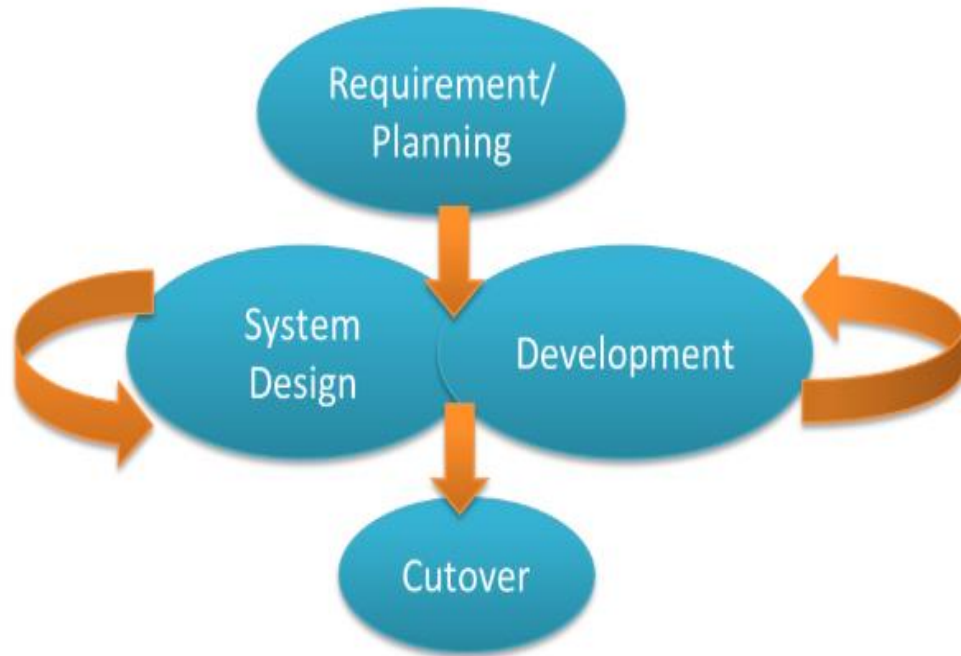 Requirement/
Planning
System
Design
Development
Cutover